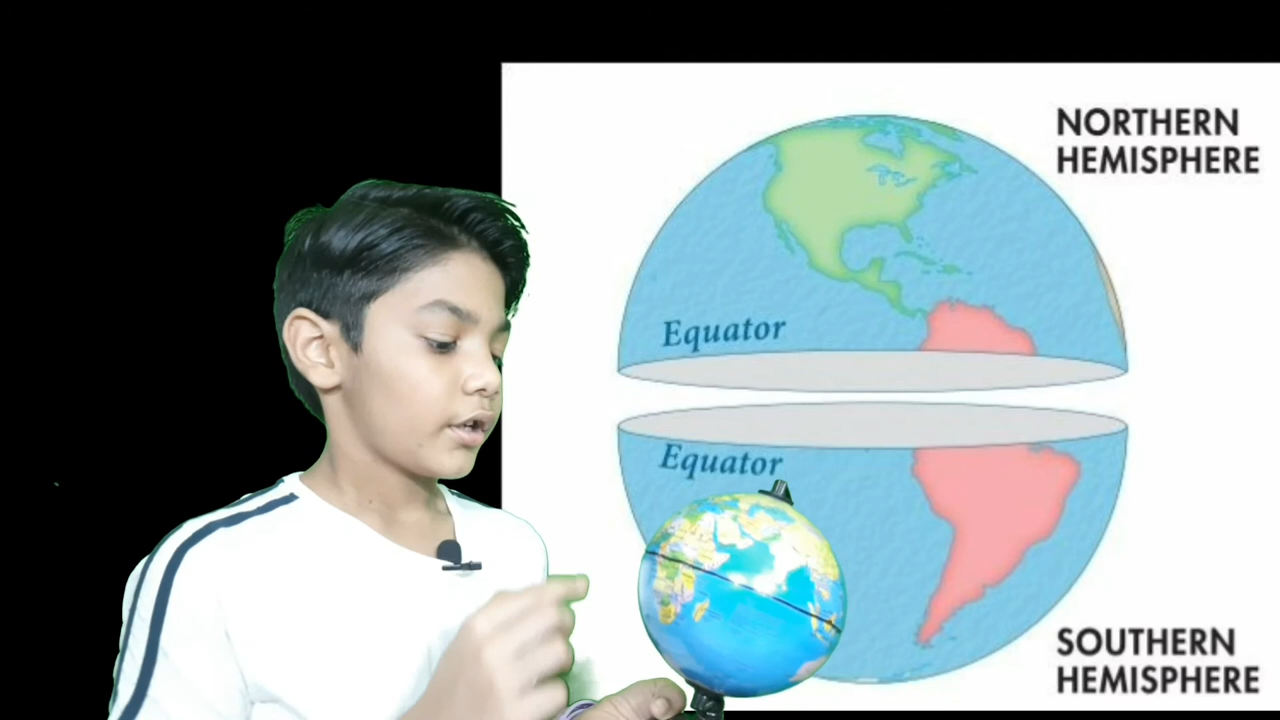 NORTHERN
HEMISPHERE
Equator
Equator
SOUTHERN
HEMISPHERE